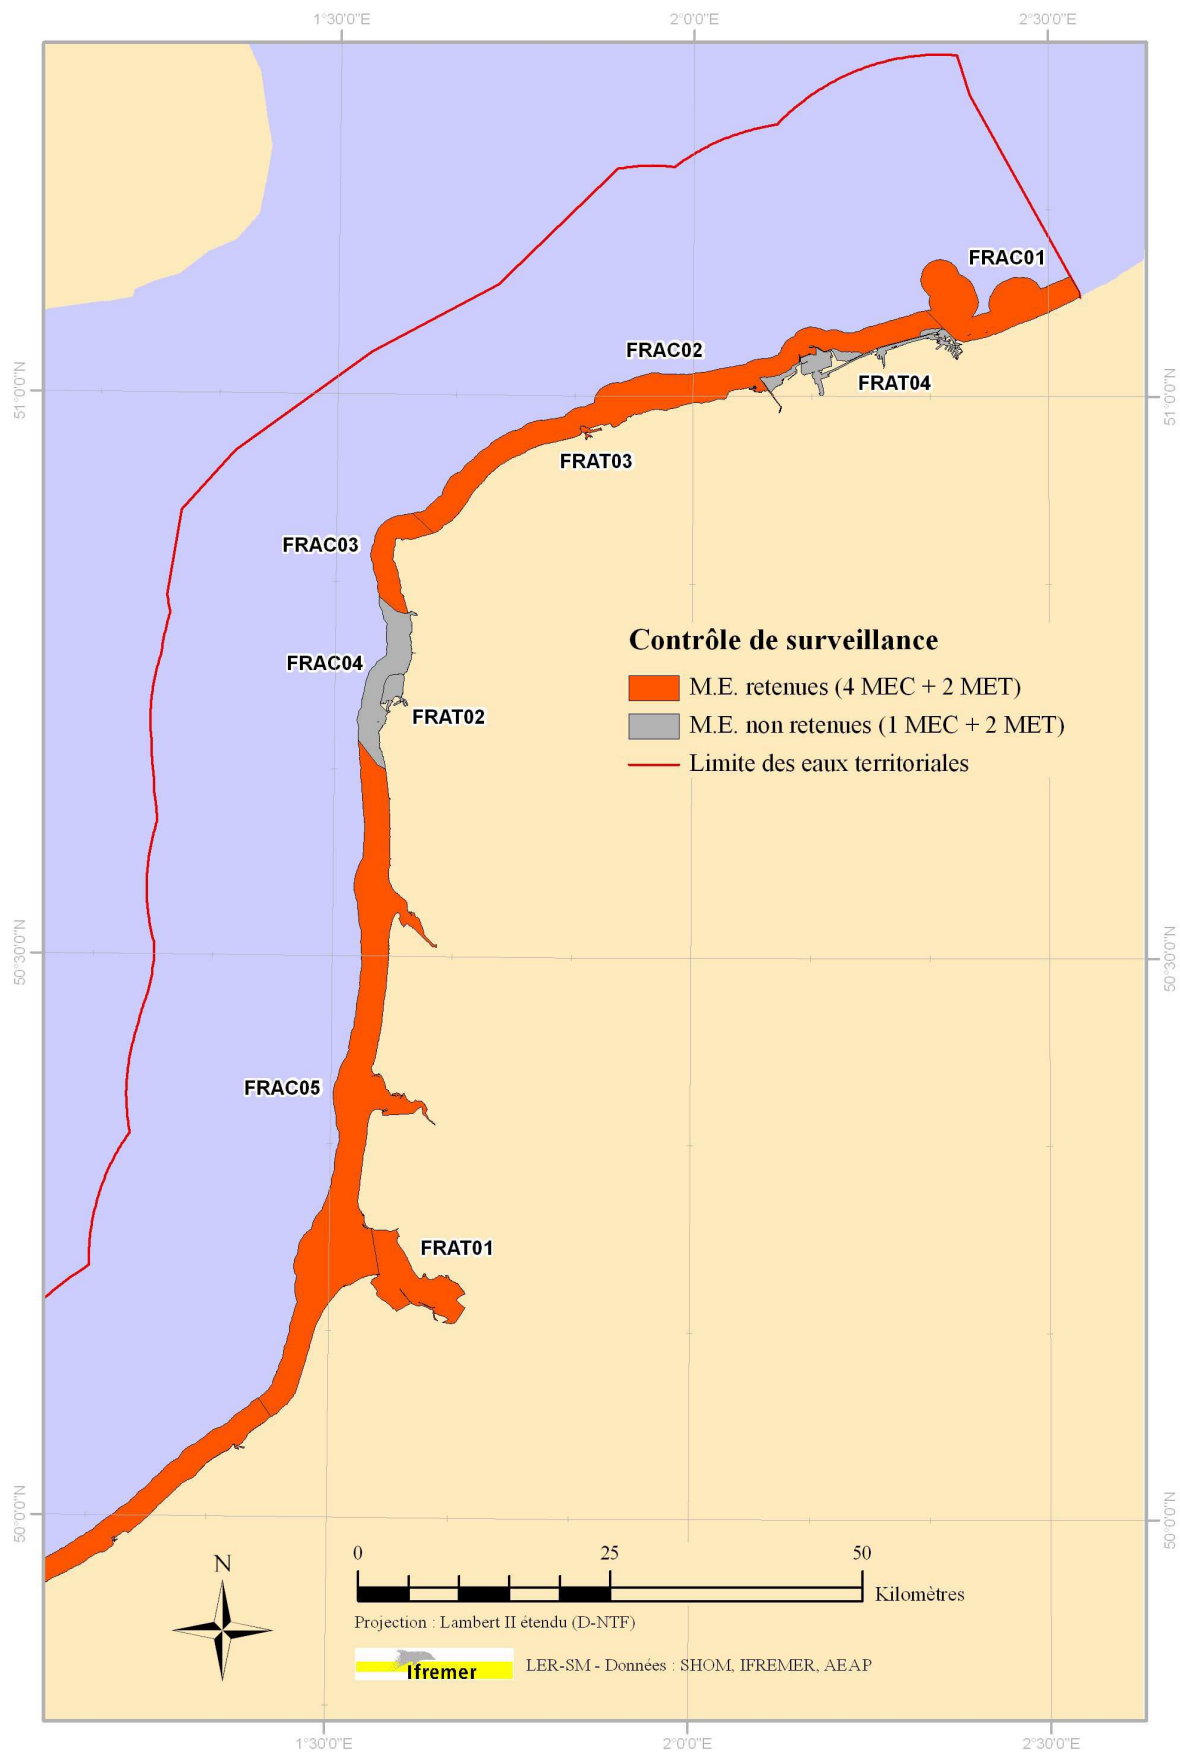 1°30'0"E
2°0'0"E
2°30'0"E
FRAC01
FRAC02
51°0'0"N
51°0'0"N
FRAT04
FRAT03
FRAC03
Contrôle de surveillance
FRAC04
M.E. retenues (4 MEC + 2 MET)
FRAT02
M.E. non retenues (1 MEC + 2 MET)
Limite des eaux territoriales
50°30'0"N
50°30'0"N
FRAC05
FRAT01
50°0'0"N
50°0'0"N
N
0
25
50
Kilomètres
Projection : Lambert II étendu (D-NTF)
Ifremer
LER-SM - Données : SHOM, IFREMER, AEAP
1°30'0"E
2°0'0"E
2°30'0"E